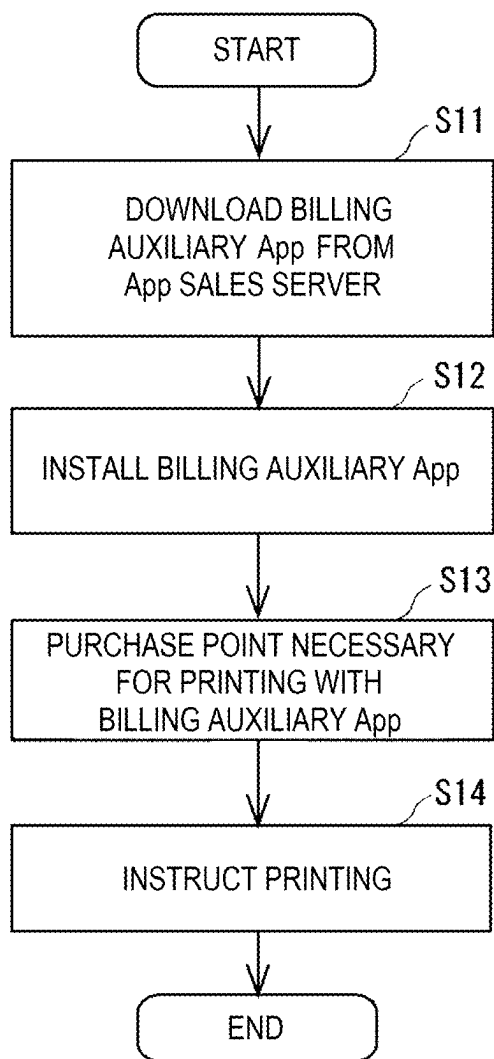 START
S11
DOWNLOAD BILLING
AUXILIARY App FROM
App SALES SERVER
S12
INSTALL BILLING AUXILIARY App
S13
PURCHASE POINT NECESSARY
FOR PRINTING WITH
BILLING AUXILIARY App
S14
INSTRUCT PRINTING
END